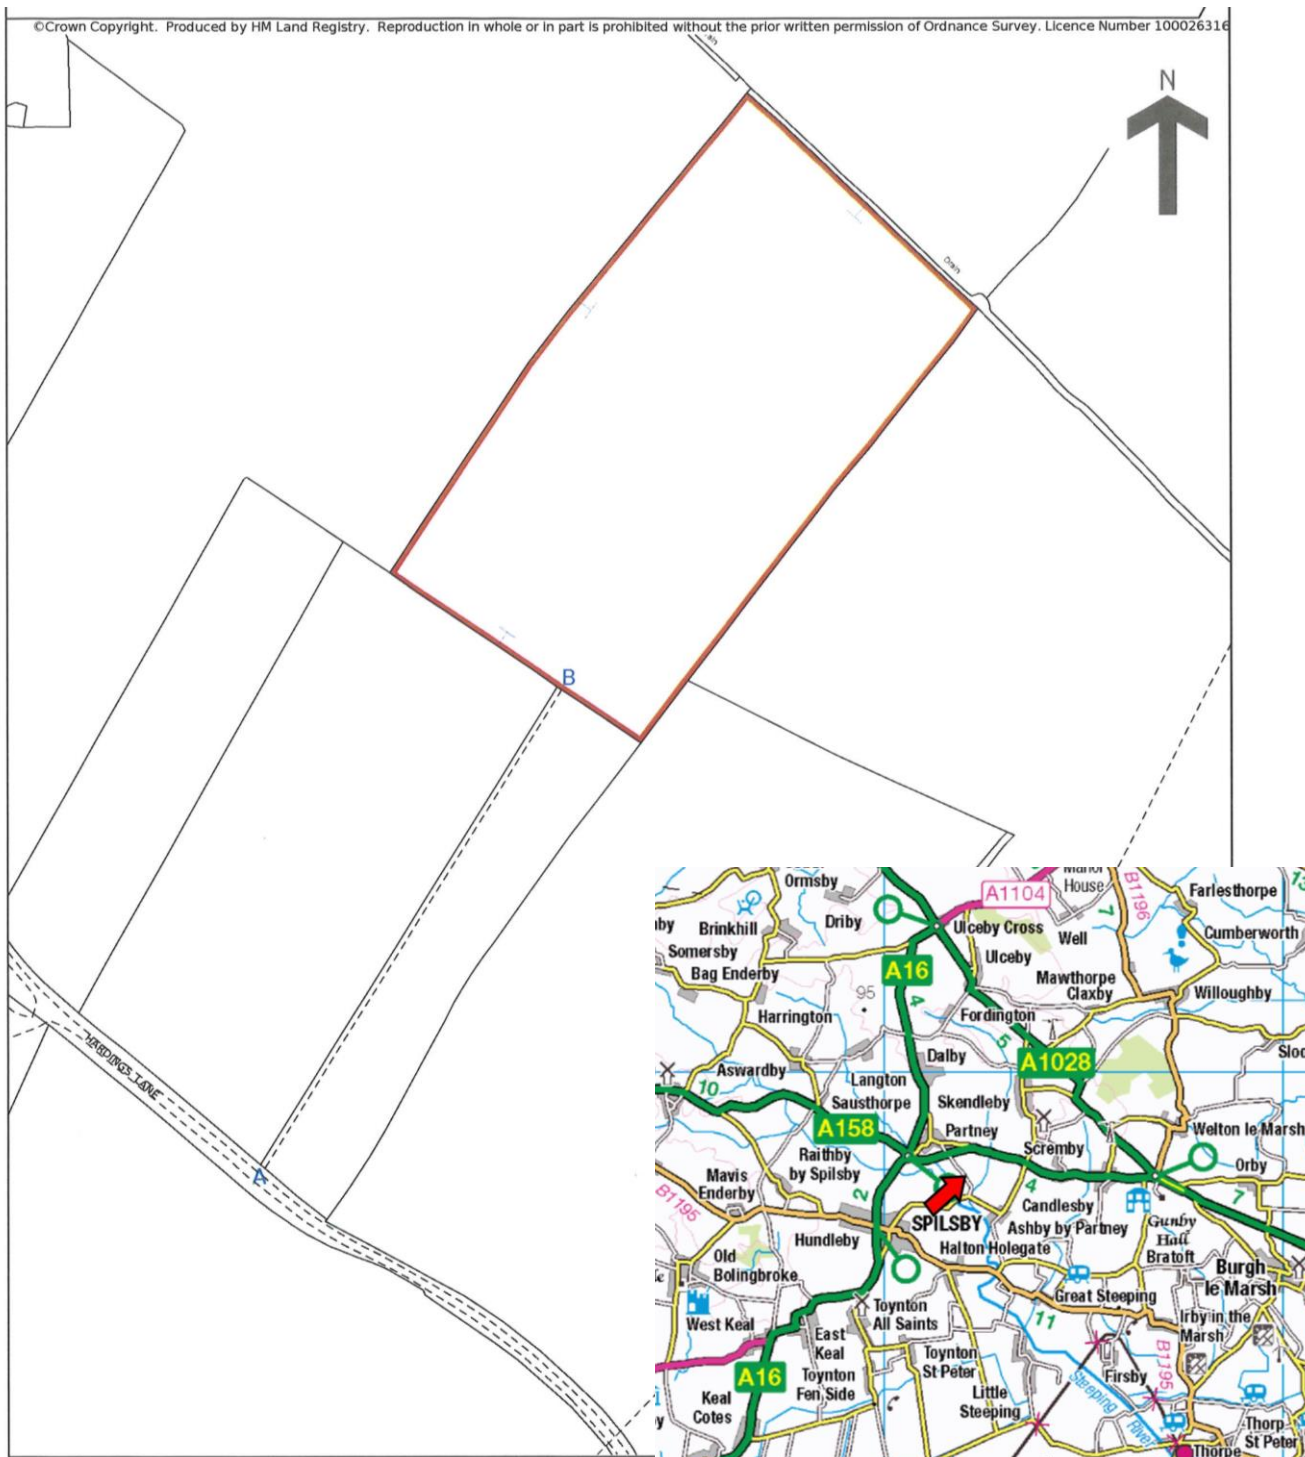 ©Crown Copyright. Produced by HM Land Registry. Reproduction in whole or in part is prohibited without the prior written permission of Ordnance Survey. Licence Number 100026316
N
Drain
B
HARDINGS LANE
A
Ormsby
A1104
House
B1196
Farlesthorpe
13
Brinkhill
Driby
Ulceby Cross
7
Well
Cumberworth
Somersby
Ulceby
Bag Enderby
A16
Mawthorpe
Claxby
Willoughby
95
4
Harrington
Fordington
5
Dalby
A1028
Aswardby
10
Langton
Sausthorpe
Skendleby
A158
Partney
Welton le Marsh
Raithby
by Spilsby
Scremby
Orby
Mavis
Enderby
B1195
2
4
7
SPILSBY
Candlesby
Ashby by Partney
Gunby
Hall
Hundleby
Halton Holegate
Bratoft
Old
Bolingbroke
Burgh
le Marsh
Great Steeping
West Keal
Toynton
All Saints
11
Irby in the
Marsh
East
Keal
Toynton
St Peter
B1195
Firsby
A16
Toynton
Fen Side
Steeping
River
Keal
Cotes
Little
Steeping
Thorp
St Peter
Thorpe